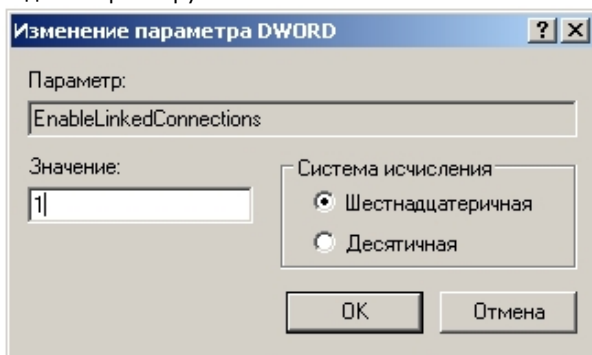 Изменение параметра DWORD
Параметр:
EnableLinkedConnections
Значение:
1
Система исчисления
Шестнадцатеричная
Десятичная
OK
Отмена